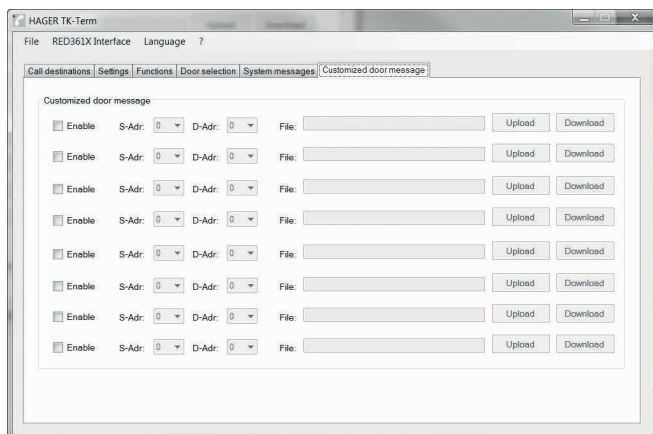 HAGER TK-Term
File RED361X Interface Language ?
Call destinations Settings Functions Door selection System messages Customized door message
Customized door message
Enable S-Adr: 0 D-Adr: 0 File: Upload Download
Enable S-Adr: 0 D-Adr: 0 File: Upload Download
Enable S-Adr: 0 D-Adr: 0 File: Upload Download
Enable S-Adr: 0 D-Adr: 0 File: Upload Download
Enable S-Adr: 0 D-Adr: 0 File: Upload Download
Enable S-Adr: 0 D-Adr: 0 File: Upload Download
Enable S-Adr: 0 D-Adr: 0 File: Upload Download
Enable S-Adr: 0 D-Adr: 0 File: Upload Download